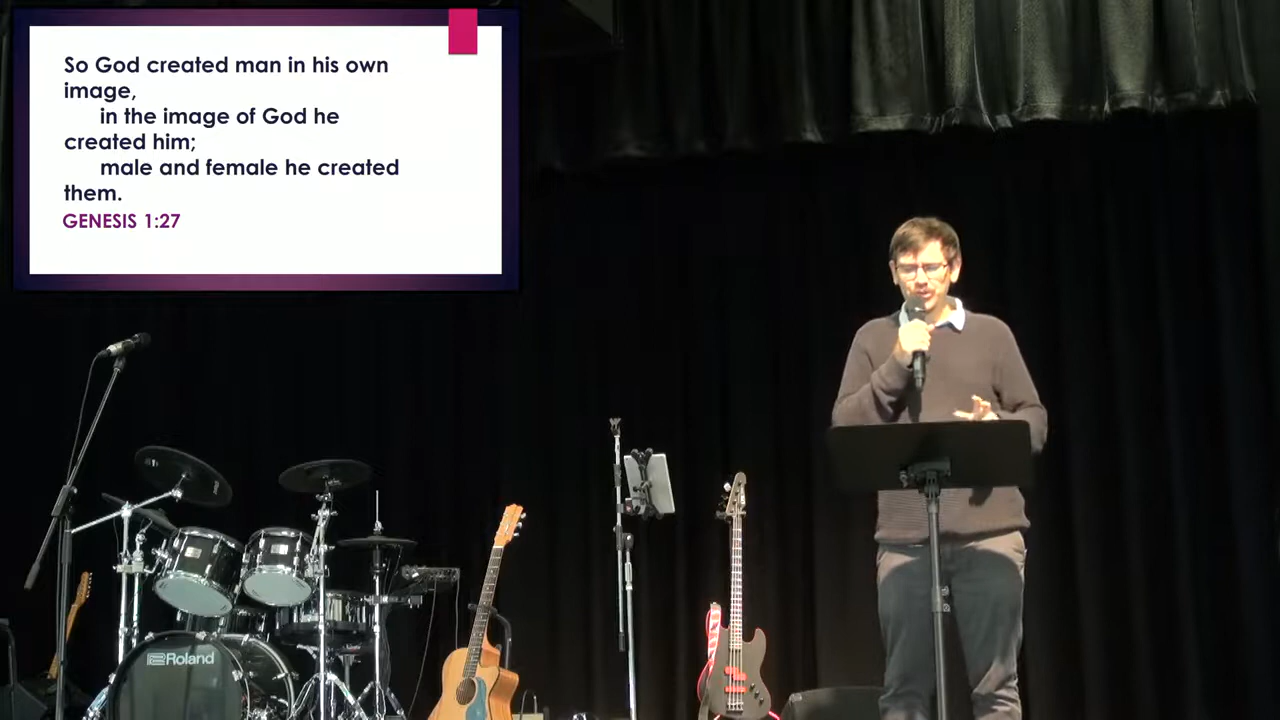 So God created man in his own
image,
in the image of God he
created him;
male and female he created
them.
GENESIS 1:27
Roland